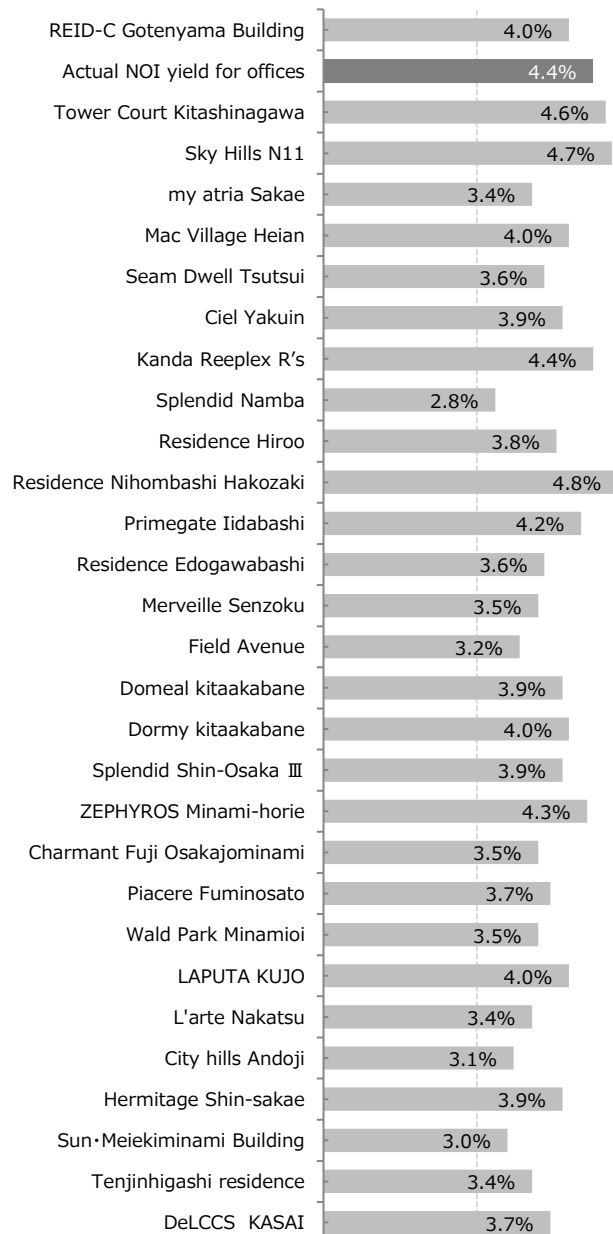 REID-C Gotenyama Building 4.0%
Actual NOI yield for offices 4.4%
Tower Court Kitashinagawa 4.6%
Sky Hills N11 4.7%
my atria Sakae 3.4%
Mac Village Heian 4.0%
Seam Dwell Tsutsui 3.6%
Ciel Yakuin 3.9%
Kanda Reeplex R’s 4.4%
Splendid Namba 2.8%
Residence Hiroo 3.8%
Residence Nihombashi Hakozaki 4.8%
Primegate Iidabashi 4.2%
Residence Edogawabashi 3.6%
Merveille Senzoku 3.5%
Field Avenue 3.2%
Domeal kitaakabane 3.9%
Dormy kitaakabane 4.0%
Splendid Shin-Osaka Ⅲ 3.9%
ZEPHYROS Minami-horie 4.3%
Charmant Fuji Osakajominami 3.5%
Piacere Fuminosato 3.7%
Wald Park Minamioi 3.5%
LAPUTA KUJO 4.0%
L'arte Nakatsu 3.4%
City hills Andoji 3.1%
Hermitage Shin-sakae 3.9%
Sun･Meiekiminami Building 3.0%
Tenjinhigashi residence 3.4%
DeLCCS KASAI 3.7%